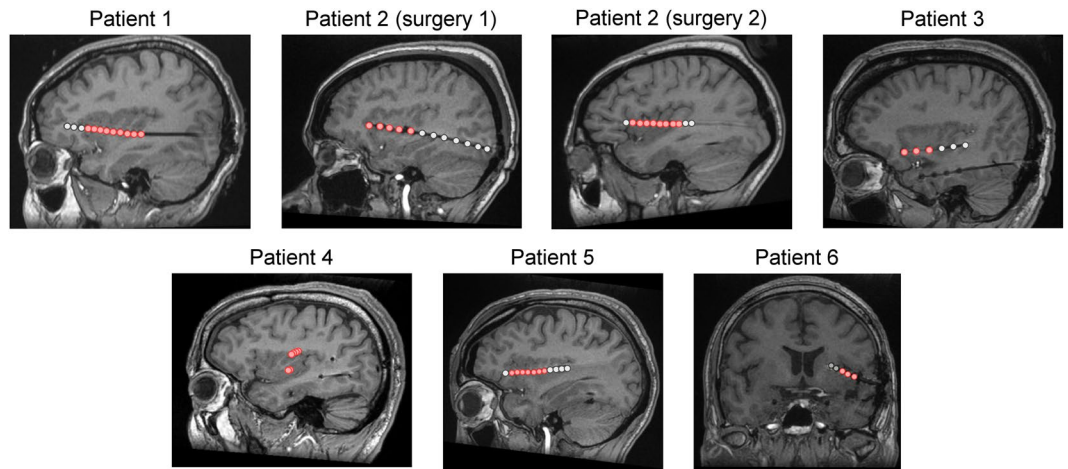 Patient 1
Patient 2 (surgery 1)
Patient 2 (surgery 2)
Patient 3
Patient 4
Patient 5
Patient 6